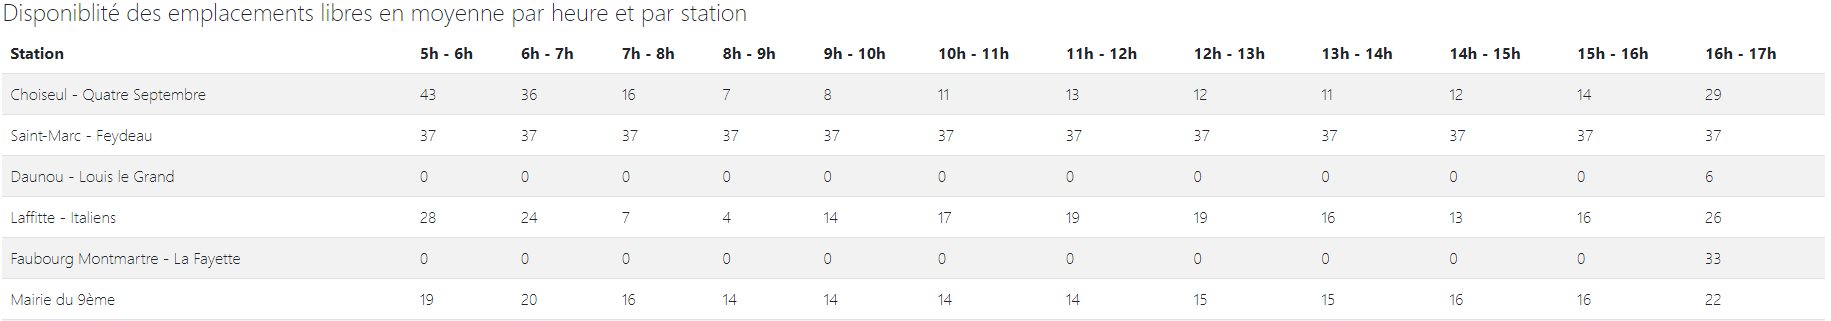 Disponiblité des emplacements libres en moyenne par heure et par station
Station 5h - 6h 6h - 7h 7h - 8h 8h - 9h 9h - 10h 10h - 11h 11h - 12h 12h - 13h 13h - 14h 14h - 15h 15h - 16h 16h - 17h
Choiseul - Quatre Septembre 43 36 16 7 8 11 13 12 11 12 14 29
Saint-Marc - Feydeau 37 37 37 37 37 37 37 37 37 37 37 37
Daunou - Louis le Grand 0 0 0 0 0 0 0 0 0 0 0 6
Laffitte - Italiens 28 24 7 4 14 17 19 19 16 13 16 26
Faubourg Montmartre - La Fayette 0 0 0 0 0 0 0 0 0 0 0 33
Mairie du 9ème 19 20 16 14 14 14 14 15 15 16 16 22